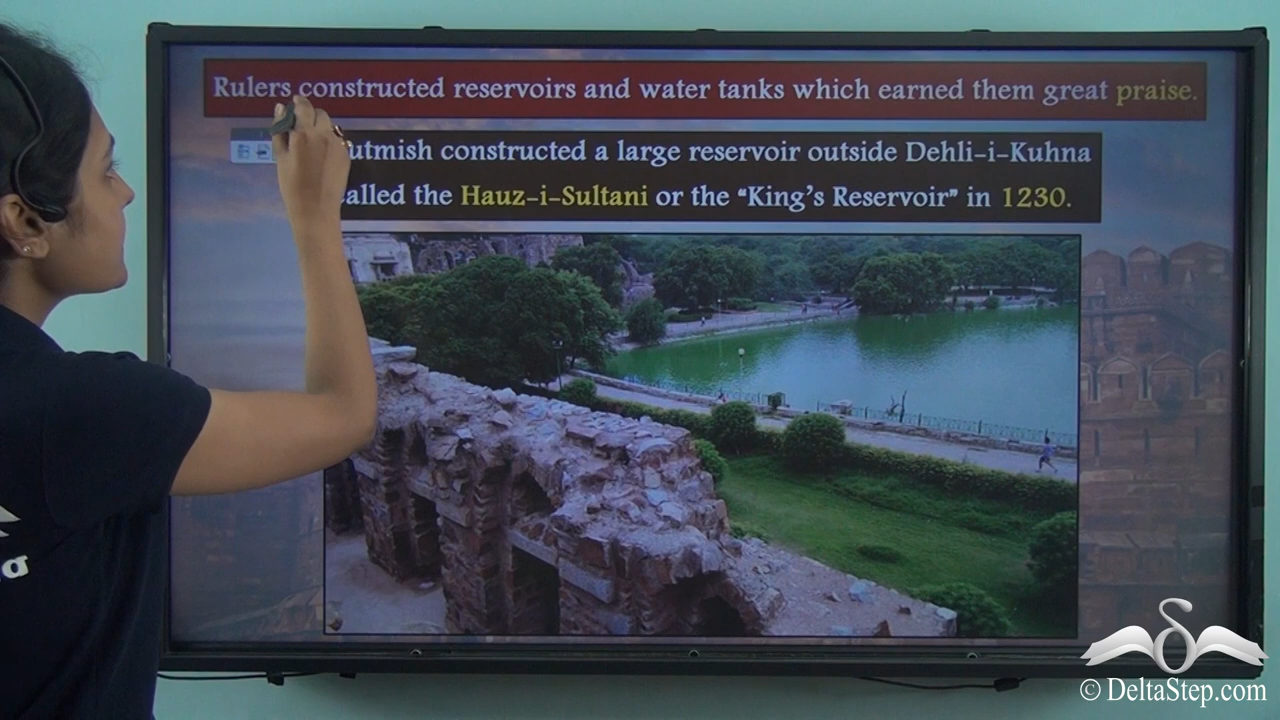 Rulers constructed reservoirs and water tanks which earned them great praise.
utmish constructed a large reservoir outside Dehli-i-Kuhna
alled the Hauz-i-Sultani or the "King's Reservoir" in 1230.
© DeltaStep.com